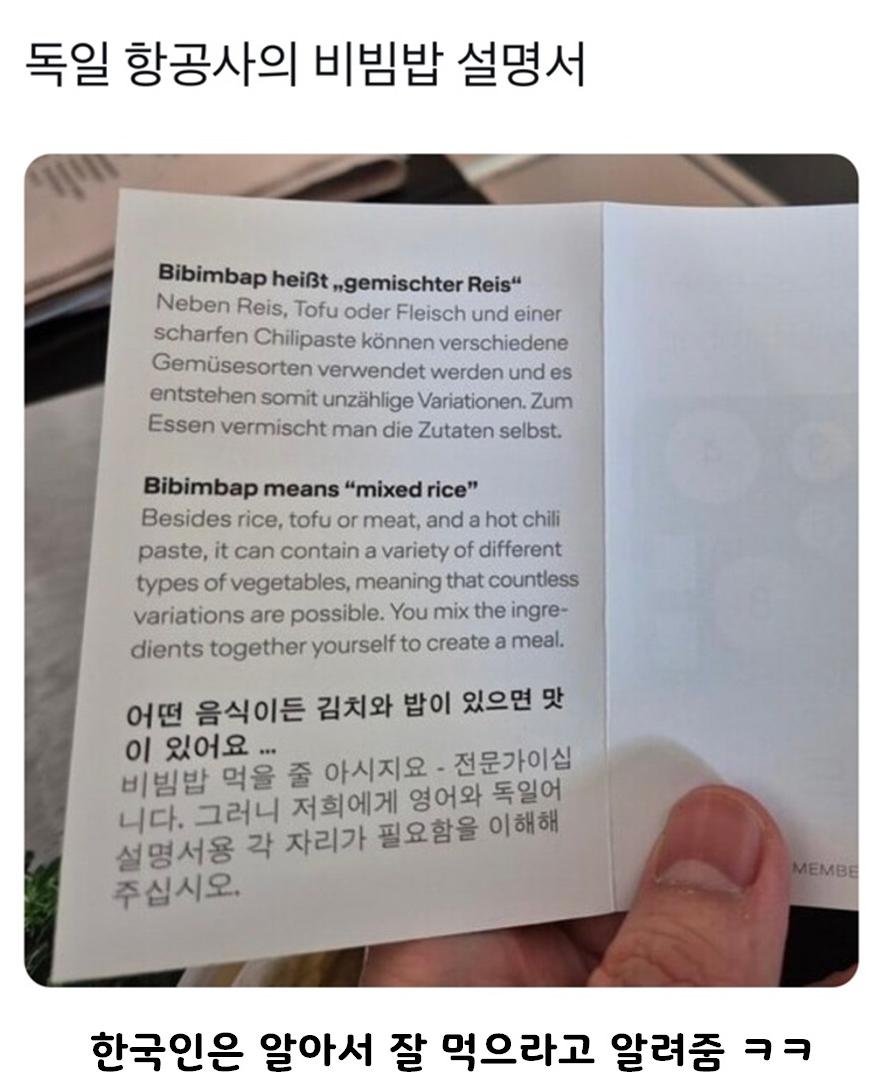 독일 항공사의 비빔밥 설명서
Bibimbap heißt „gemischter Reis“
Neben Reis, Tofu oder Fleisch und einer
scharfen Chilipaste können verschiedene
Gemüsesorten verwendet werden und es
entstehen somit unzählige Variationen. Zum
Essen vermischt man die Zutaten selbst.
Bibimbap means “mixed rice”
Besides rice, tofu or meat, and a hot chili
paste, it can contain a variety of different
types of vegetables, meaning that countless
variations are possible. You mix the ingre-
dients together yourself to create a meal.
어떤 음식이든 김치와 밥이 있으면 맛
이 있어요 ...
비빔밥 먹을 줄 아시지요 - 전문가이십
니다. 그러니 저희에게 영어와 독일어
설명서용 각 자리가 필요함을 이해해
주십시오.
MEMBE
한국인은 알아서 잘 먹으라고 알려줌 ㅋㅋ